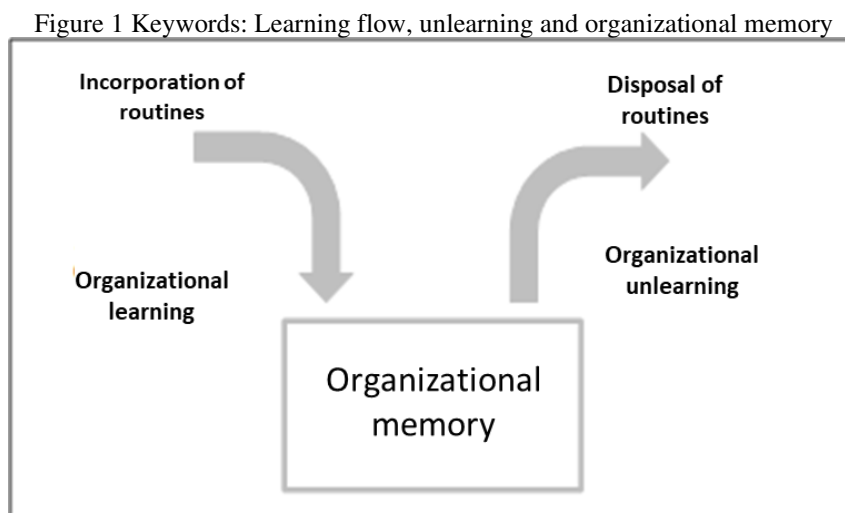 Figure 1 Keywords: Learning flow, unlearning and organizational memory
Incorporation of
routines
Disposal of
routines
Organizational
learning
Organizational
unlearning
Organizational
memory